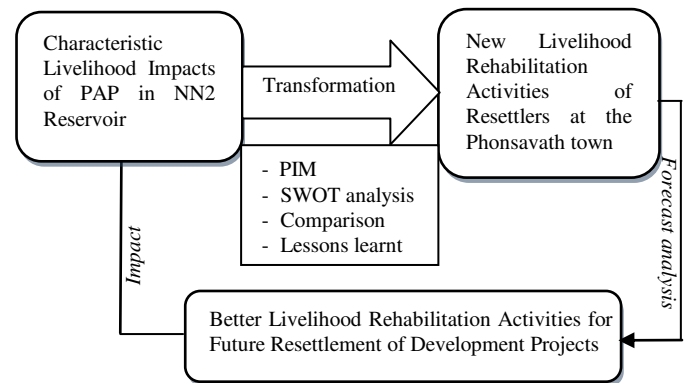 Characteristic
Livelihood Impacts
of PAP in NN2
Reservoir
Transformation
New Livelihood
Rehabilitation
Activities of
Resettlers at the
Phonsavath town
- PIM
- SWOT analysis
- Comparison
- Lessons learnt
Forecast analysis
Impact
Better Livelihood Rehabilitation Activities for
Future Resettlement of Development Projects